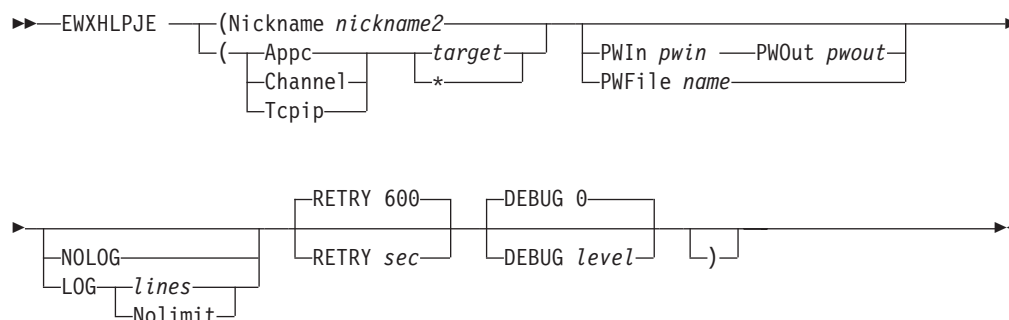 EWXHLPJE (Nickname nickname2
( Appc target PWIn pwin PWOut pwout
Channel * PWFile name
Tcpip
RETRY 600 DEBUG 0
NOLOG RETRY sec DEBUG level )
LOG lines
Nolimit